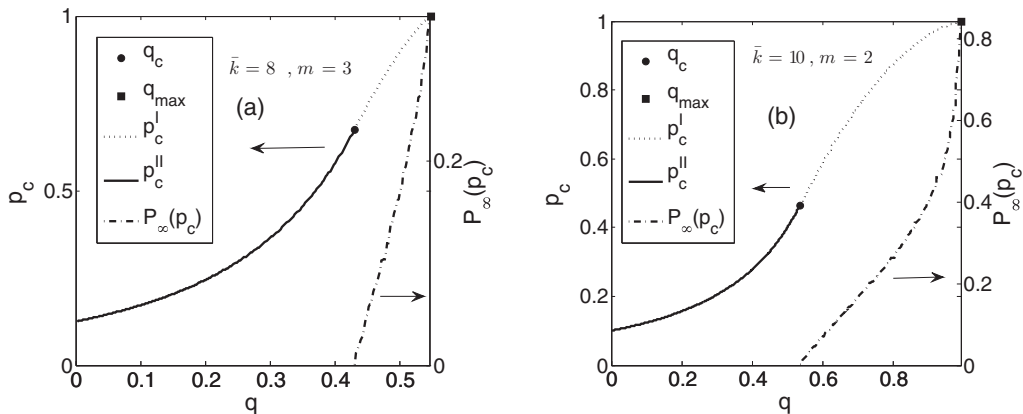 1
0.5
0
p_c
q_c
q_max
p_c^I
p_c^II
P_∞(p_c)
k̄ = 8 , m = 3
(a)
0.2
0
P_∞(p_c)
0 0.1 0.2 0.3 0.4 0.5
q
1
0.8
0.6
0.4
0.2
0
p_c
q_c
q_max
p_c^I
p_c^II
P_∞(p_c)
k̄ = 10 , m = 2
(b)
0.8
0.6
0.4
0.2
0
P_∞(p_c)
0 0.2 0.4 0.6 0.8
q